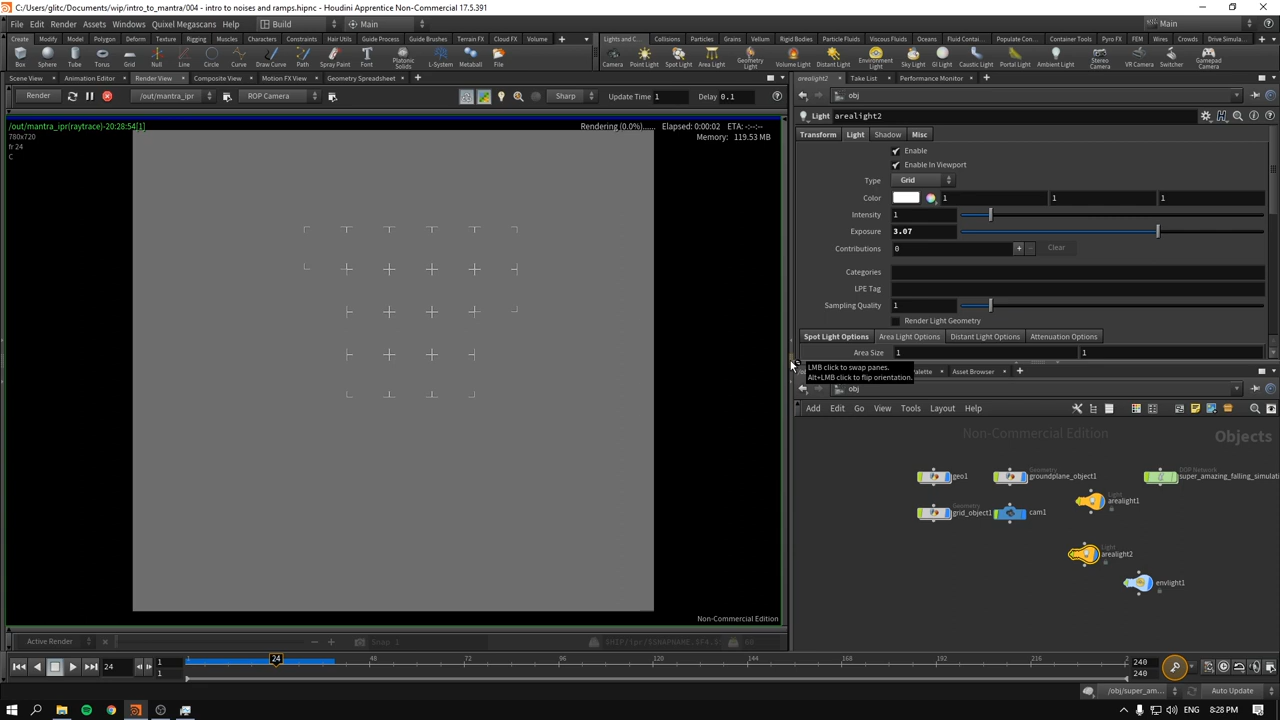 C:/Users/glitc/Documents/wip/intro_to_mantra/004 - intro to noises and ramps.hipnc - Houdini Apprentice Non-Commercial 17.5.391
File Edit Render Assets Windows Quixel Megascans Help Build Main Main
Create Modify Model Polygon Deform Texture Rigging Muscles Characters Constraints Hair Utils Guide Process Guide Brushes Terrain FX Cloud FX Volume Lights and C... Collisions Particles Grains Vellum Rigid Bodies Particle Fluids Viscous Fluids Oceans Fluid Contai... Populate Con... Container Tools Pyro FX FEM Wires Crowds Drive Simula...
Box Sphere Tube Torus Grid Null Line Circle Curve Draw Curve Path Spray Paint Font Platonic Solids L-System Metaball File Camera Point Light Spot Light Area Light Geometry Light Volume Light Distant Light Environment Light Sky Light GI Light Caustic Light Portal Light Ambient Light Stereo Camera VR Camera Switcher Gamepad Camera
Scene View Animation Editor Render View Composite View Motion FX View Geometry Spreadsheet
Render /out/mantra_ipr ROP Camera Sharp Update Time 1 Delay 0.1
/out/mantra_ipr(raytrace)-20:28:54[1] Rendering (0.0%)...... Elapsed: 0:00:02 ETA: -:--:--
780x720 Memory: 119.53 MB
fr 24
C
Non-Commercial Edition
Active Render Snap 1
arealight2 Take List Performance Monitor
obj
Light arealight2
Transform Light Shadow Misc
Enable
Enable In Viewport
Type Grid
Color 1 1 1
Intensity 1
Exposure 3.07
Contributions 0 Clear
Categories
LPE Tag
Sampling Quality 1
Render Light Geometry
Spot Light Options Area Light Options Distant Light Options Attenuation Options
Area Size 1 1
LMB click to swap panes.
Alt+LMB click to flip orientation.
Asset Browser
obj
Add Edit Go View Tools Layout Help
Non-Commercial Edition Objects
geo1
Geometry
groundplane_object1
DOP Network
super_amazing_falling_simulati
Light
arealight1
Geometry
grid_object1
cam1
Light
arealight2
envlight1
24 1 24 48 72 96 120 144 168 192 216 2 240
1 240
/obj/super_am... Auto Update
ENG 8:28 PM